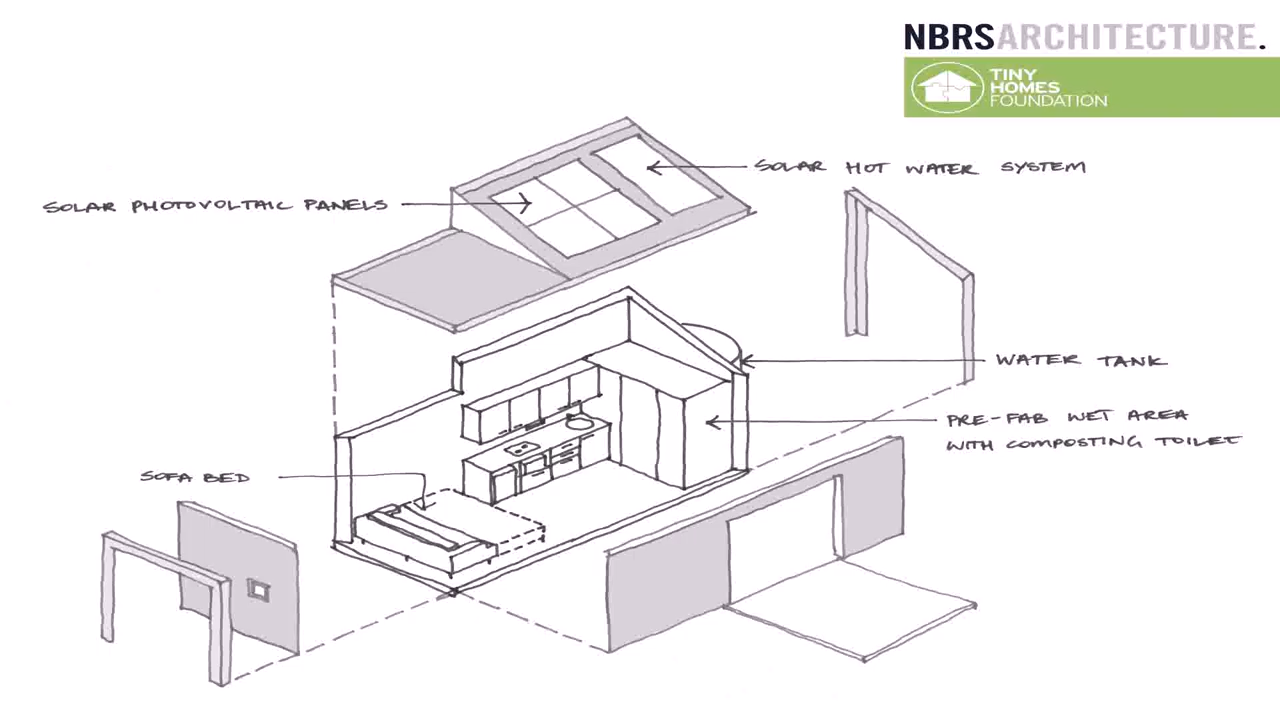 NBRSARCHITECTURE.
TINY
HOMES
FOUNDATION
SOLAR HOT WATER SYSTEM
SOLAR PHOTOVOLTAIC PANELS
WATER TANK
PRE-FAB WET AREA
WITH COMPOSTING TOILET
SOFA BED